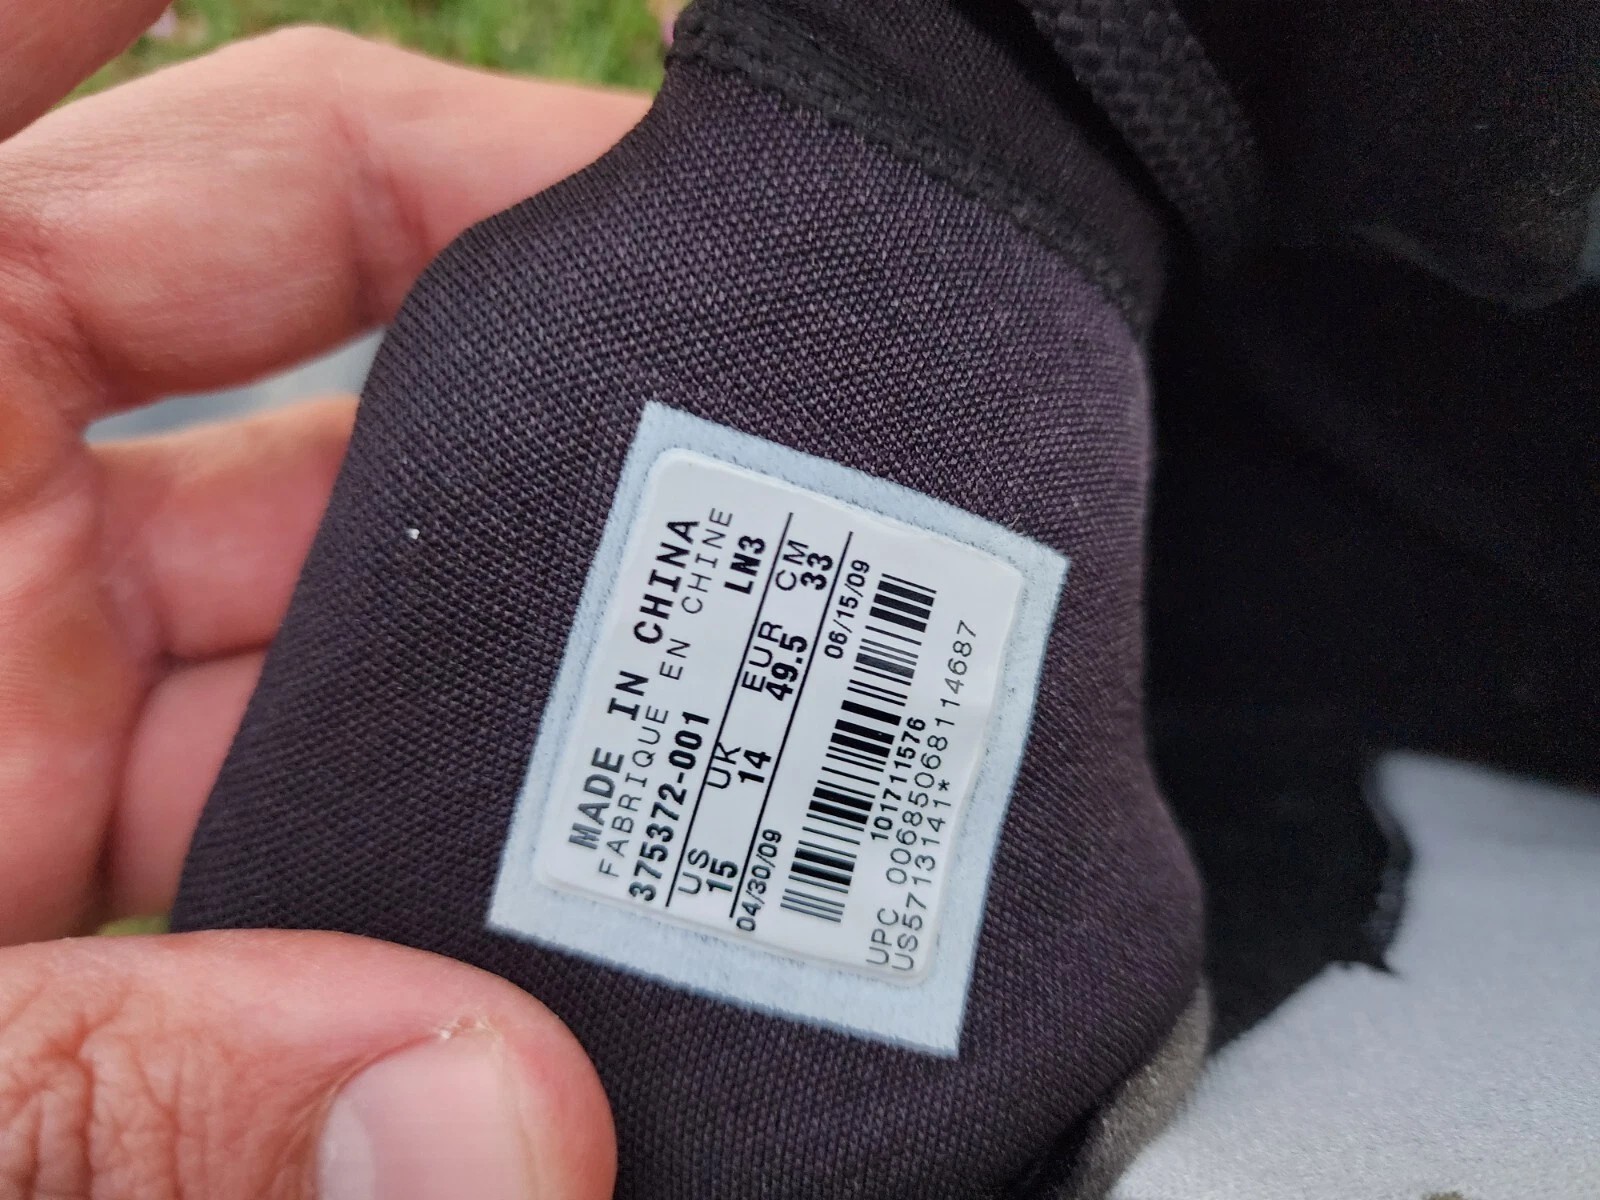 MADE IN CHINA
FABRIQUE EN CHINE
375372-001 LN3
US UK EUR CM
15 14 49.5 33
04/30/09 06/15/09
101711576
UPC 00685068114687
US5713141*